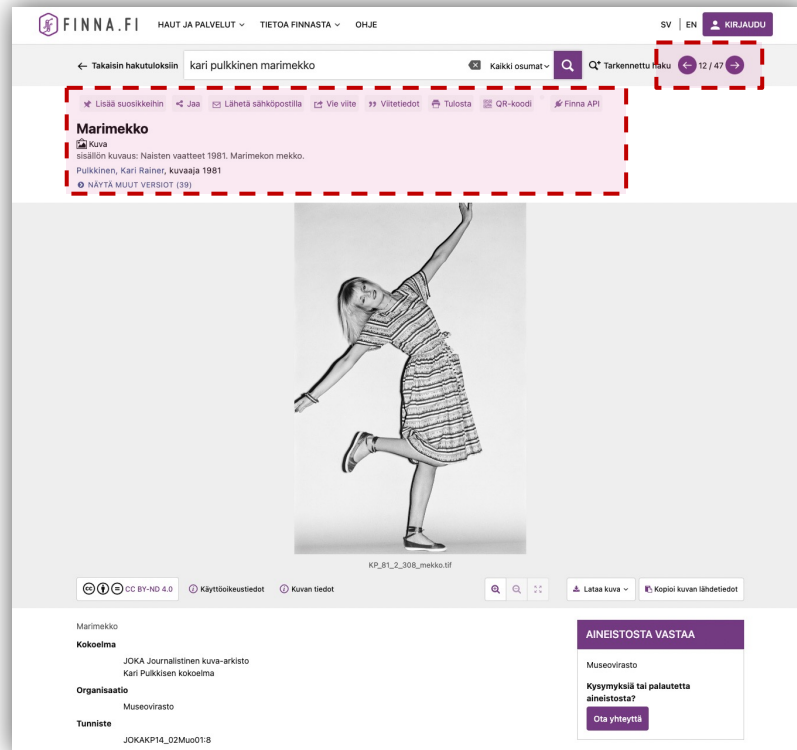 FINNA.FI HAUT JA PALVELUT TIETOA FINNASTA OHJE SV | EN KIRJAUDU
← Takaisin hakutuloksiin kari pulkkinen marimekko Kaikki osumat Tarkennettu haku ← 12 / 47 →
Lisää suosikkeihin Jaa Lähetä sähköpostilla Vie viite Viitetiedot Tulosta QR-koodi Finna API
Marimekko
Kuva
sisällön kuvaus: Naisten vaatteet 1981. Marimekon mekko.
Pulkkinen, Kari Rainer, kuvaaja 1981
NÄYTÄ MUUT VERSIOT (39)
KP_81_2_308_mekko.tif
CC BY-ND 4.0 Käyttöoikeustiedot Kuvan tiedot Lataa kuva Kopioi kuvan lähdetiedot
Marimekko
Kokoelma
JOKA Journalistinen kuva-arkisto
Kari Pulkkisen kokoelma
Organisaatio
Museovirasto
Tunniste
JOKAKP14_02Muo01:8
AINEISTOSTA VASTAA
Museovirasto
Kysymyksiä tai palautetta
aineistosta?
Ota yhteyttä